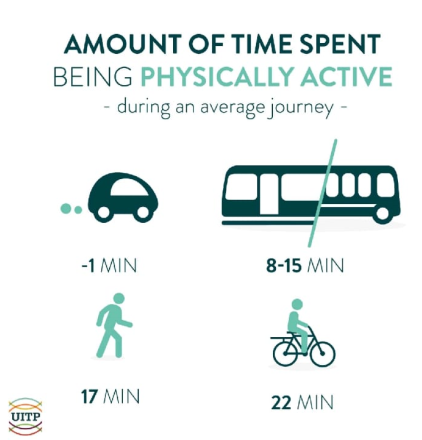 AMOUNT OF TIME SPENT
BEING PHYSICALLY ACTIVE
- during an average journey -
-1 MIN
8-15 MIN
17 MIN
22 MIN
UITP